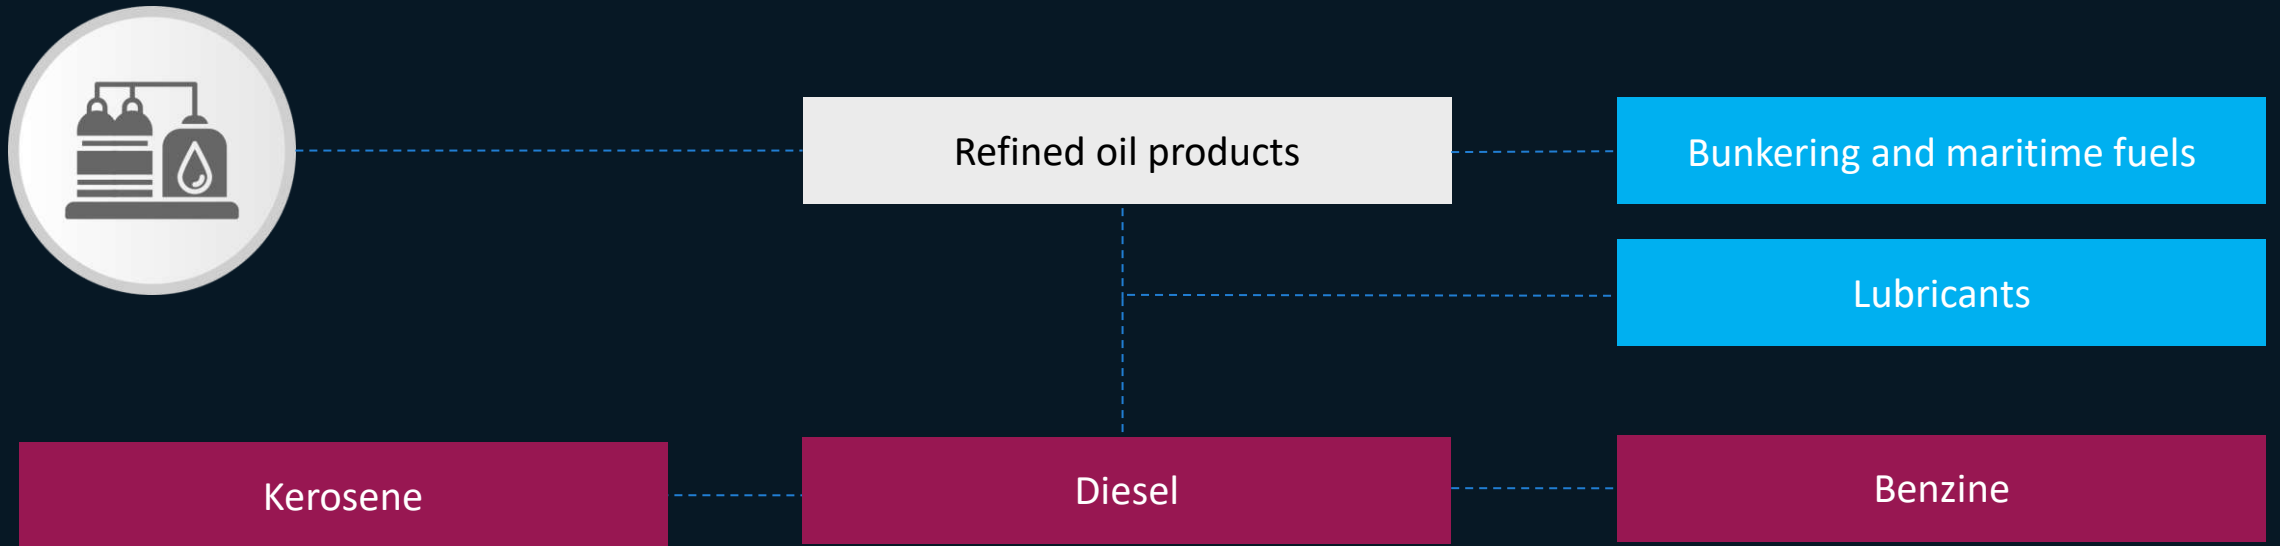 Refined oil products
Bunkering and maritime fuels
Lubricants
Kerosene
Diesel
Benzine